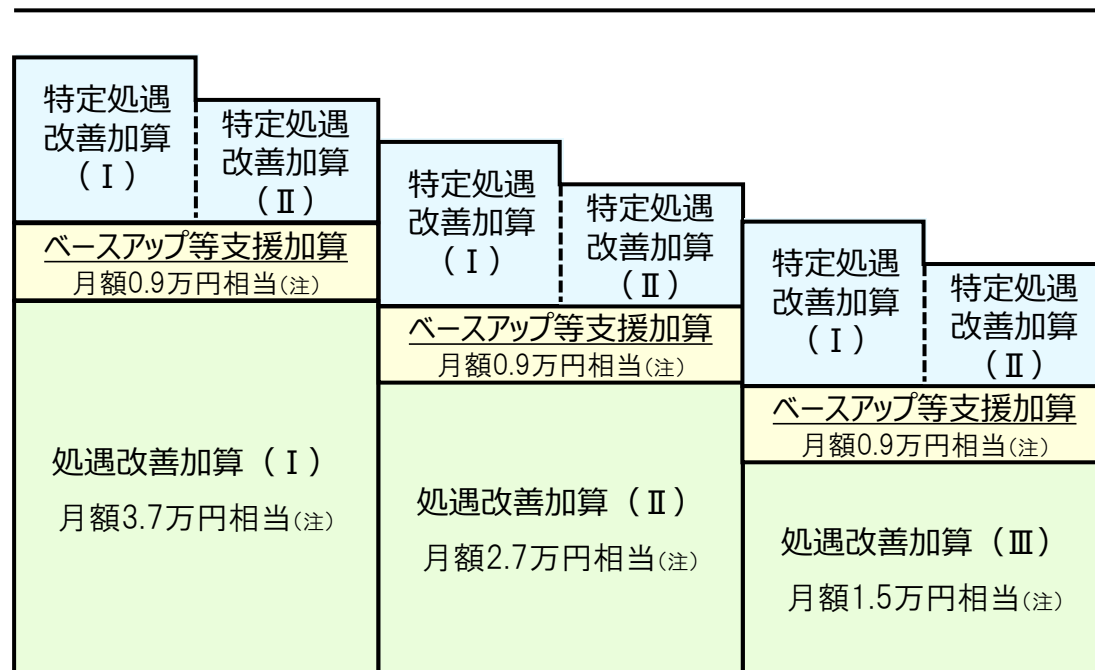 特定処遇
改善加算
（Ⅰ）
特定処遇
改善加算
（Ⅱ）
ベースアップ等支援加算
月額0.9万円相当(注)
処遇改善加算（Ⅰ）
月額3.7万円相当(注)
特定処遇
改善加算
（Ⅰ）
特定処遇
改善加算
（Ⅱ）
ベースアップ等支援加算
月額0.9万円相当(注)
処遇改善加算（Ⅱ）
月額2.7万円相当(注)
特定処遇
改善加算
（Ⅰ）
特定処遇
改善加算
（Ⅱ）
ベースアップ等支援加算
月額0.9万円相当(注)
処遇改善加算（Ⅲ）
月額1.5万円相当(注)